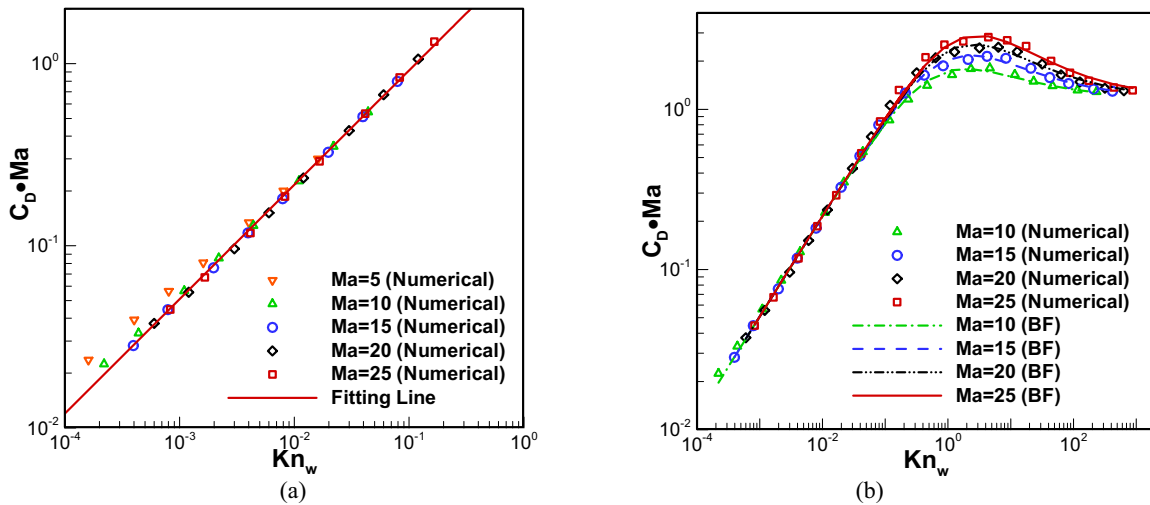 C_D•Ma
10^0
10^-1
10^-2
10^-4
10^-3
10^-2
10^-1
10^0
Kn_w
Ma=5 (Numerical)
Ma=10 (Numerical)
Ma=15 (Numerical)
Ma=20 (Numerical)
Ma=25 (Numerical)
Fitting Line
(a)
C_D•Ma
10^0
10^-1
10^-2
10^-4
10^-2
10^0
10^2
Kn_w
Ma=10 (Numerical)
Ma=15 (Numerical)
Ma=20 (Numerical)
Ma=25 (Numerical)
Ma=10 (BF)
Ma=15 (BF)
Ma=20 (BF)
Ma=25 (BF)
(b)